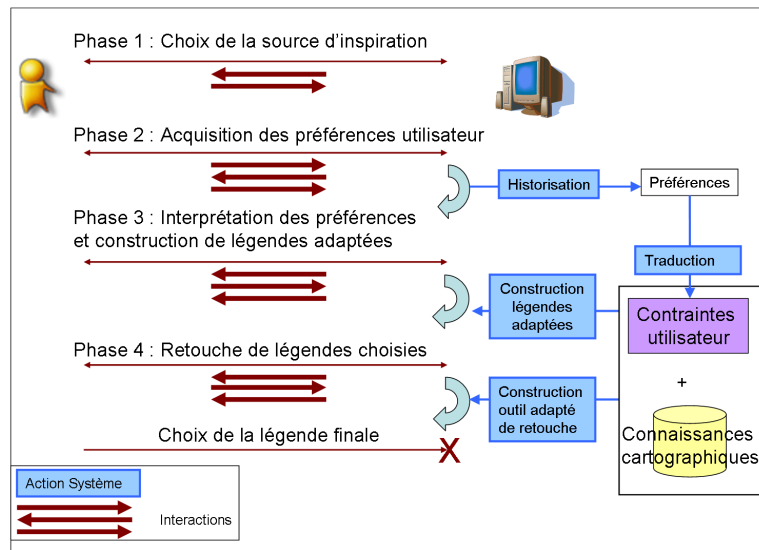 Phase 1 : Choix de la source d'inspiration
Phase 2 : Acquisition des préférences utilisateur
Historisation
Préférences
Phase 3 : Interprétation des préférences
et construction de légendes adaptées
Traduction
Construction
légendes
adaptées
Contraintes
utilisateur
Phase 4 : Retouche de légendes choisies
+
Construction
outil adapté
de retouche
Connaissances
cartographiques
Choix de la légende finale
X
Action Système
Interactions